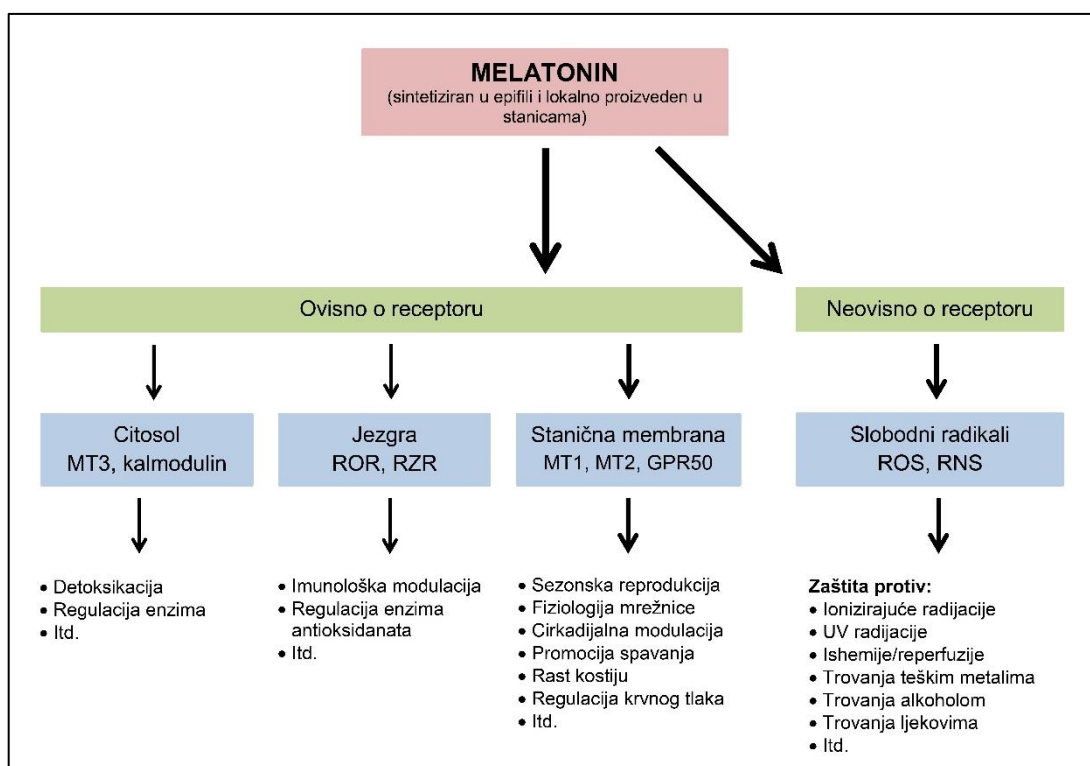 MELATONIN
(sintetiziran u epifili i lokalno proizveden u
stanicama)
Ovisno o receptoru
Neovisno o receptoru
Citosol
MT3, kalmodulin
Jezgra
ROR, RZR
Stanična membrana
MT1, MT2, GPR50
Slobodni radikali
ROS, RNS
• Detoksikacija
• Regulacija enzima
• Itd.
• Imunološka modulacija
• Regulacija enzima
antioksidanata
• Itd.
• Sezonska reprodukcija
• Fiziologija mrežnice
• Cirkadijalna modulacija
• Promocija spavanja
• Rast kostiju
• Regulacija krvnog tlaka
• Itd.
Zaštita protiv:
• Ionizirajuće radijacije
• UV radijacije
• Ishemije/reperfuzije
• Trovanja teškim metalima
• Trovanja alkoholom
• Trovanja ljekovima
• Itd.